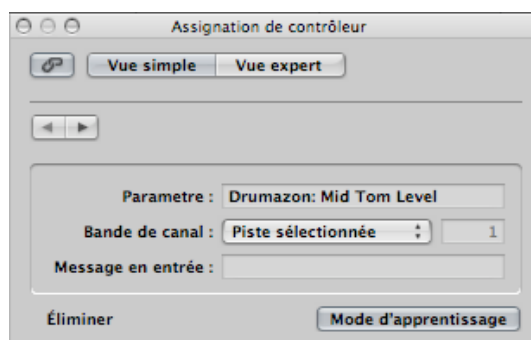 Assignation de contrôleur
Vue simple Vue expert
Parametre : Drumazon: Mid Tom Level
Bande de canal : Piste sélectionnée 1
Message en entrée :
Éliminer Mode d'apprentissage